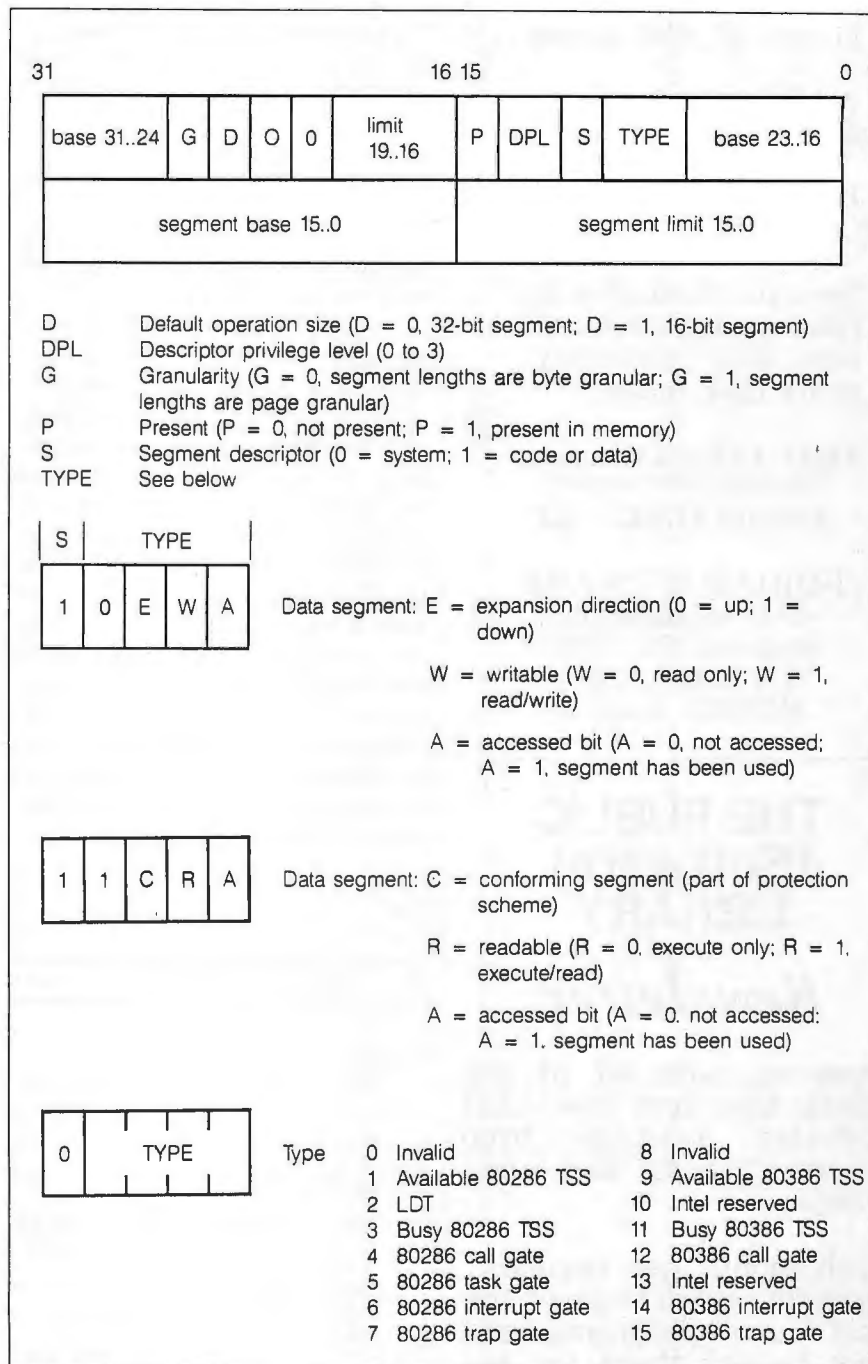 31 16 15 0
base 31..24 G D O 0 limit 19..16 P DPL S TYPE base 23..16
segment base 15..0 segment limit 15..0
D Default operation size (D = 0, 32-bit segment; D = 1, 16-bit segment)
DPL Descriptor privilege level (0 to 3)
G Granularity (G = 0, segment lengths are byte granular; G = 1, segment
lengths are page granular)
P Present (P = 0, not present; P = 1, present in memory)
S Segment descriptor (0 = system; 1 = code or data)
TYPE See below
S TYPE
1 0 E W A
Data segment: E = expansion direction (0 = up; 1 =
down)
W = writable (W = 0, read only; W = 1,
read/write)
A = accessed bit (A = 0, not accessed;
A = 1, segment has been used)
1 1 C R A
Data segment: C = conforming segment (part of protection
scheme)
R = readable (R = 0, execute only; R = 1,
execute/read)
A = accessed bit (A = 0. not accessed:
A = 1. segment has been used)
0 TYPE
Type 0 Invalid 8 Invalid
1 Available 80286 TSS 9 Available 80386 TSS
2 LDT 10 Intel reserved
3 Busy 80286 TSS 11 Busy 80386 TSS
4 80286 call gate 12 80386 call gate
5 80286 task gate 13 Intel reserved
6 80286 interrupt gate 14 80386 interrupt gate
7 80286 trap gate 15 80386 trap gate